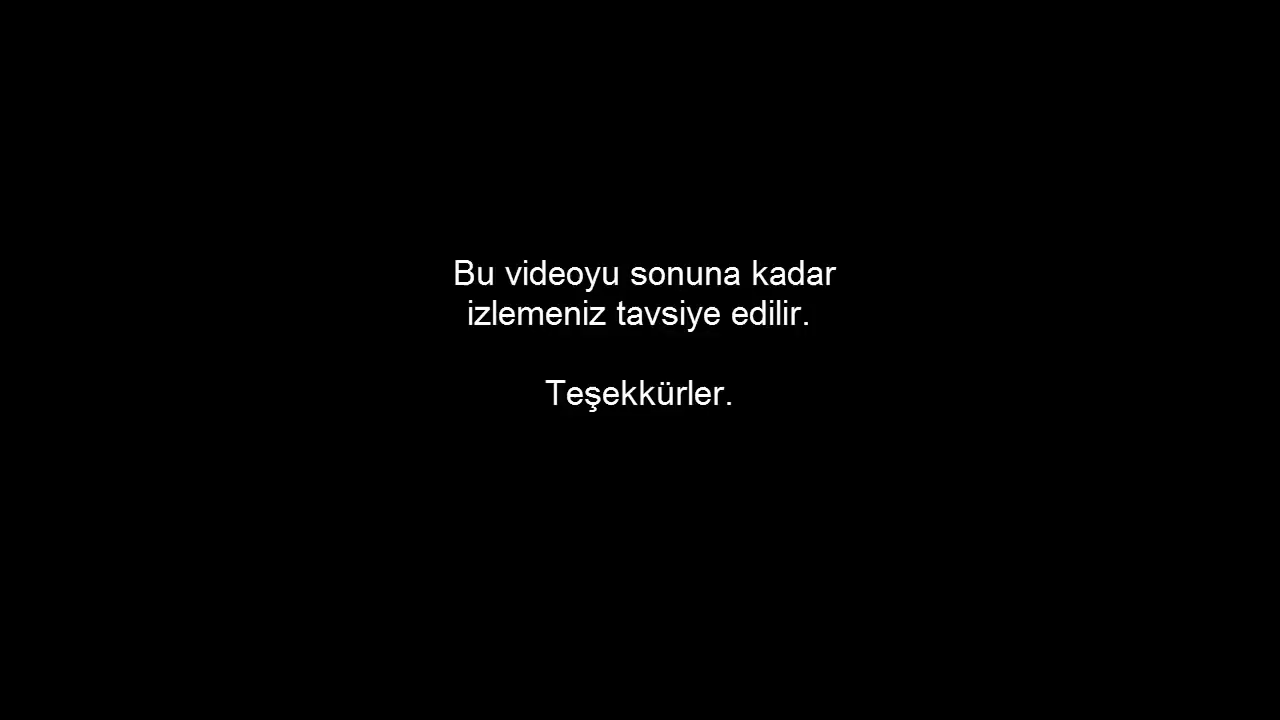 Bu videoyu sonuna kadar
izlemeniz tavsiye edilir.
Teşekkürler.